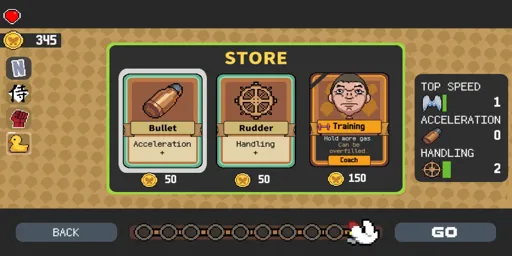 345
STORE
N
侍
Bullet
Acceleration
+
50
Rudder
Handling
+
50
Training
Hold more gas
Can be
overfilled
Coach
150
TOP SPEED
1
ACCELERATION
0
HANDLING
2
BACK
GO